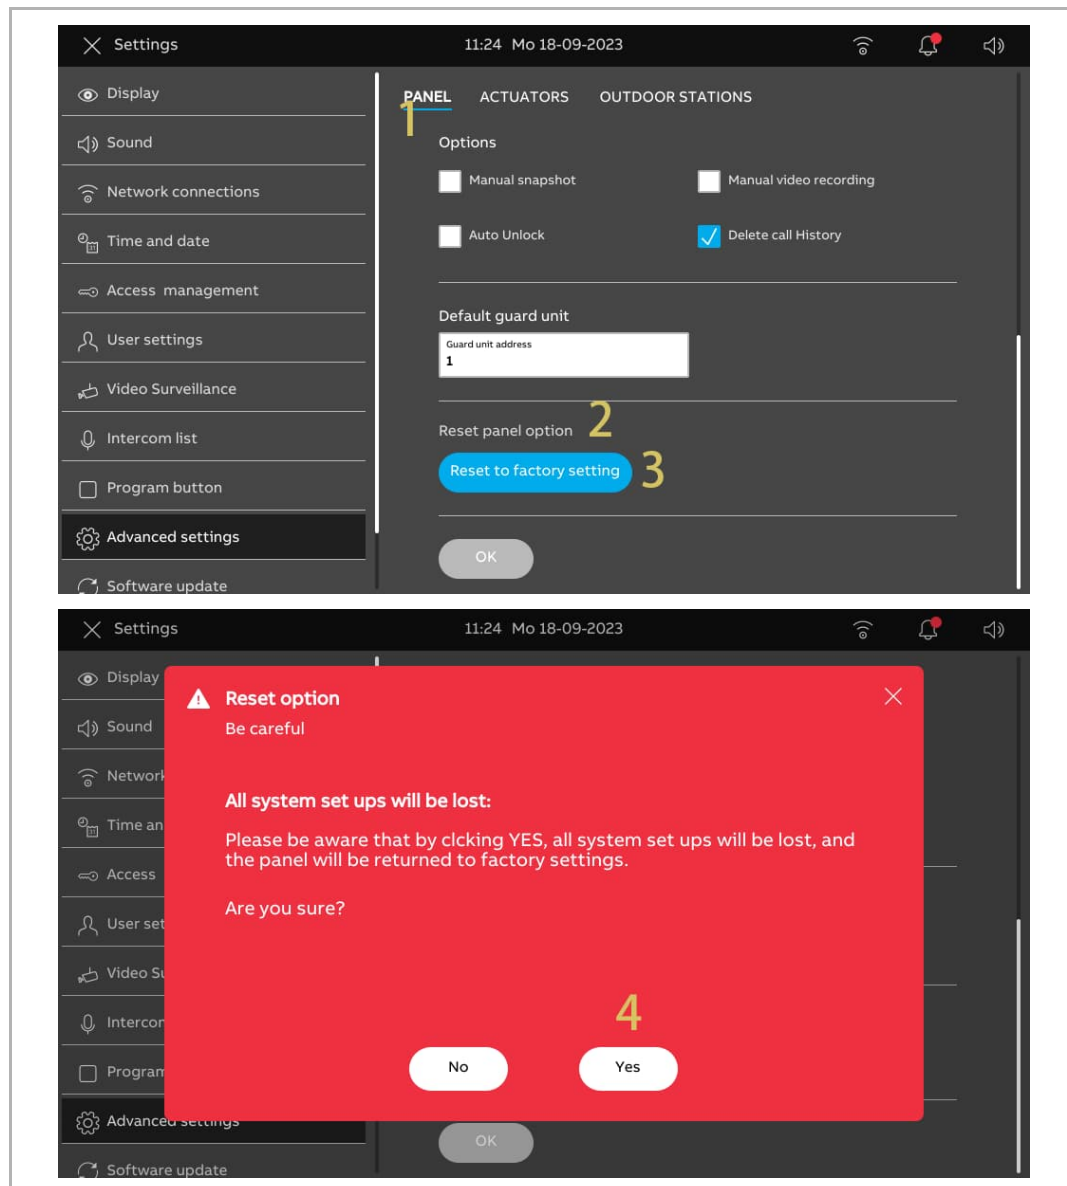 Settings
11:24 Mo 18-09-2023
Display
Sound
Network connections
Time and date
Access management
User settings
Video Surveillance
Intercom list
Program button
Advanced settings
Software update
PANEL ACTUATORS OUTDOOR STATIONS
1
Options
Manual snapshot
Manual video recording
Auto Unlock
Delete call History
Default guard unit
Guard unit address
1
Reset panel option 2
Reset to factory setting 3
OK
Settings
11:24 Mo 18-09-2023
Display
Sound
Network
Time an
Access
User set
Video Su
Intercon
Program
Advanced settings
Software update
Reset option
Be careful
All system set ups will be lost:
Please be aware that by clcking YES, all system set ups will be lost, and
the panel will be returned to factory settings.
Are you sure?
4
No
Yes
OK